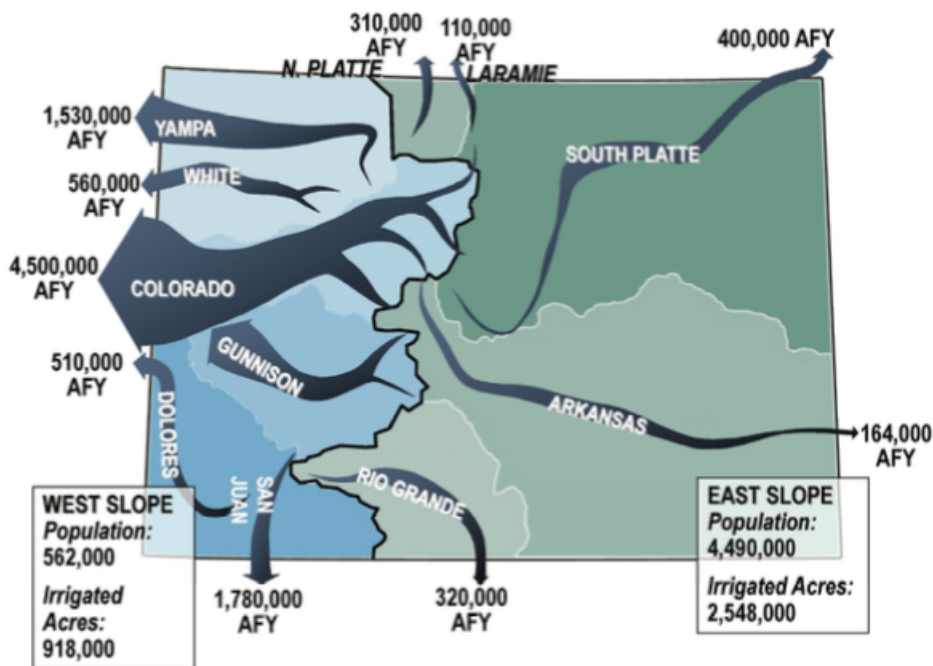 310,000
AFY
110,000
AFY
400,000 AFY
N. PLATTE
LARAMIE
1,530,000
AFY
YAMPA
SOUTH PLATTE
WHITE
560,000
AFY
4,500,000
AFY
COLORADO
GUNNISON
510,000
AFY
DOLORES
ARKANSAS
164,000
AFY
SAN
JUAN
RIO GRANDE
WEST SLOPE
Population:
562,000
Irrigated
Acres:
918,000
EAST SLOPE
Population:
4,490,000
Irrigated Acres:
2,548,000
1,780,000
AFY
320,000
AFY